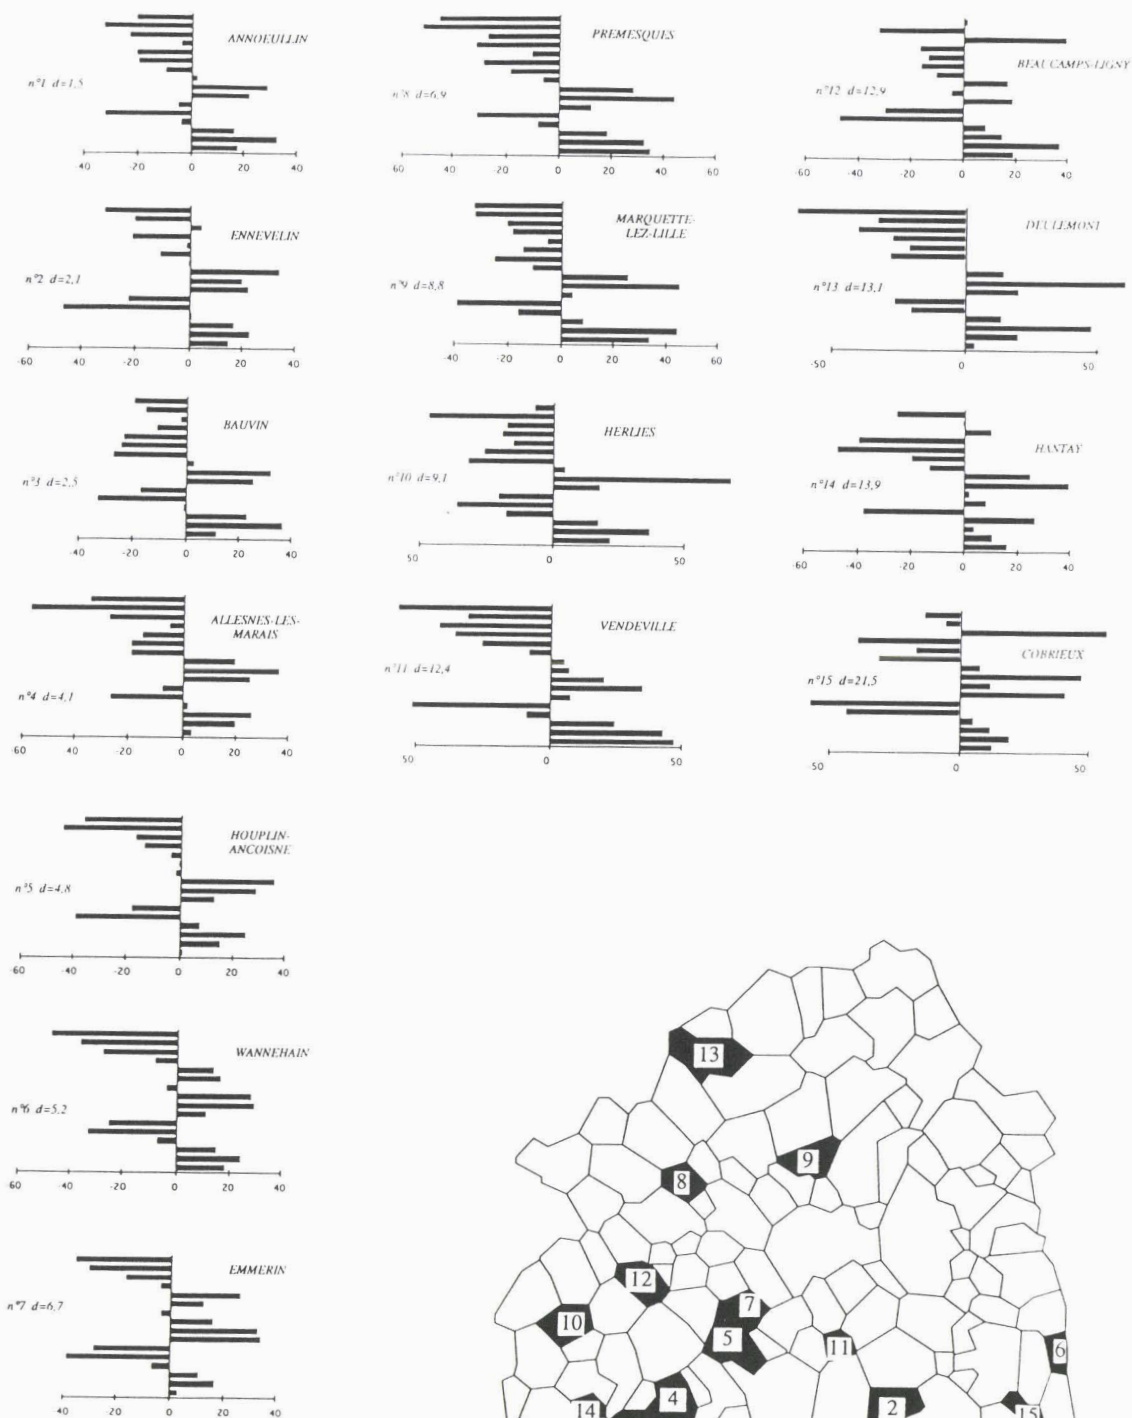 ANNOEULLIN
n°1 d=1,5
40 -20 0 20 40
ENNEVELIN
n°2 d=2,1
-60 -40 -20 0 20 40
BAUVIN
n°3 d=2,5
-40 -20 0 20 40
ALLESNES-LES-
MARAIS
n°4 d=4,1
-60 -40 -20 0 20 40
HOUPLIN-
ANCOISNE
n°5 d=4,8
-60 -40 -20 0 20 40
WANNEHAIN
n°6 d=5,2
-60 -40 -20 0 20 40
EMMERIN
n°7 d=6,7
40 -20 0 20 40
PREMESQUES
n°8 d=6,9
60 -40 -20 0 20 40 60
MARQUETTE-
LEZ-LILLE
n°9 d=8,8
-40 -20 0 20 40 60
HERLIES
n°10 d=9,1
50 0 50
VENDEVILLE
n°11 d=12,4
50 0 50
BEAUCAMPS-LIGNY
n°12 d=12,9
-60 -40 -20 0 20 40
DEULEMONT
n°13 d=13,1
-50 0 50
HANTAY
n°14 d=13,9
-60 -40 -20 0 20 40
COBRIEUX
n°15 d=21,5
-50 0 50
13
9
8
12
7
10
5
11
6
4
14
2
15